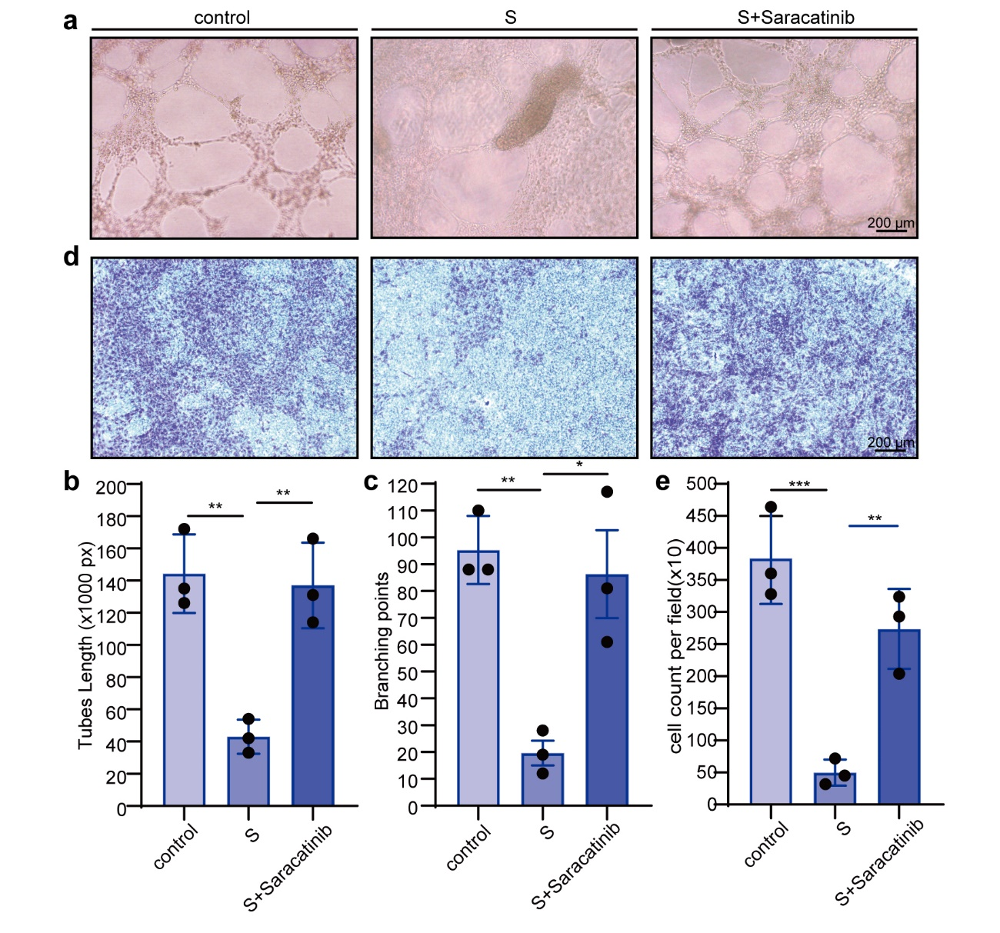 a
control
S
S+Saracatinib
200 µm
d
200 µm
b
Tubes Length (x1000 px)
200
180
160
140
120
100
80
60
40
20
0
**
**
control
S
S+Saracatinib
c
Branching points
120
110
100
90
80
70
60
50
40
30
20
10
0
**
*
control
S
S+Saracatinib
e
cell count per field(x10)
500
450
400
350
300
250
200
150
100
50
0
***
**
control
S
S+Saracatinib